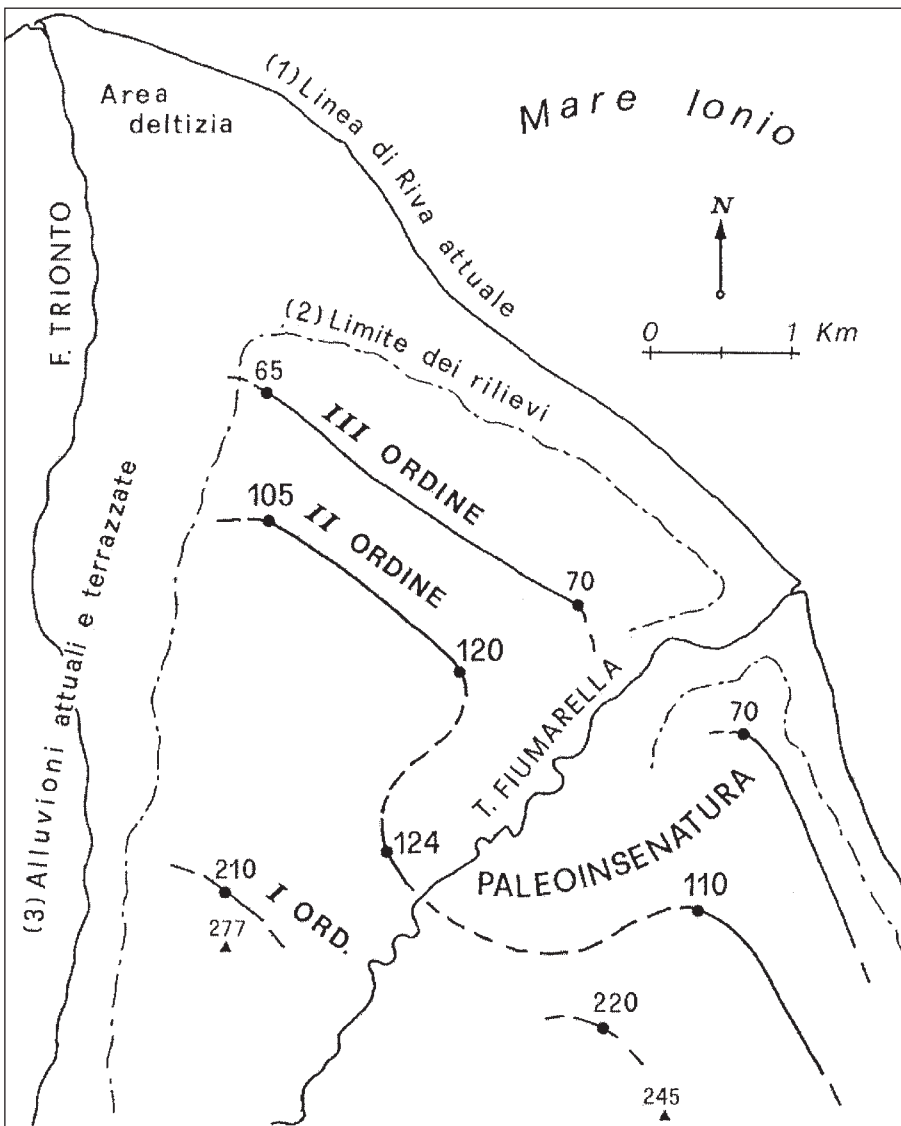 (1) Linea di Riva attuale
Mare Ionio
Area
deltizia
N
0 1 Km
F. TRIONTO
(2) Limite dei rilievi
65
III ORDINE
105
II ORDINE
70
120
T. FIUMARELLA
70
(3) Alluvioni attuali e terrazzate
124
PALEOINSENATURA
210
I ORD.
110
277
220
245